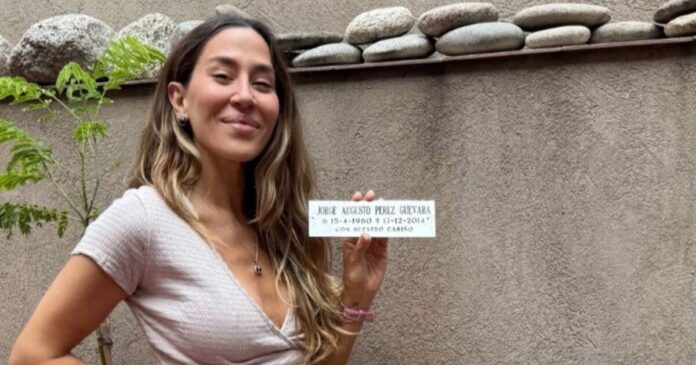 JORGE AUGUSTO PEREZ GUEVARA
☆ 15-4-1960 ✝ 17-12-2014
CON NUESTRO CARIÑO